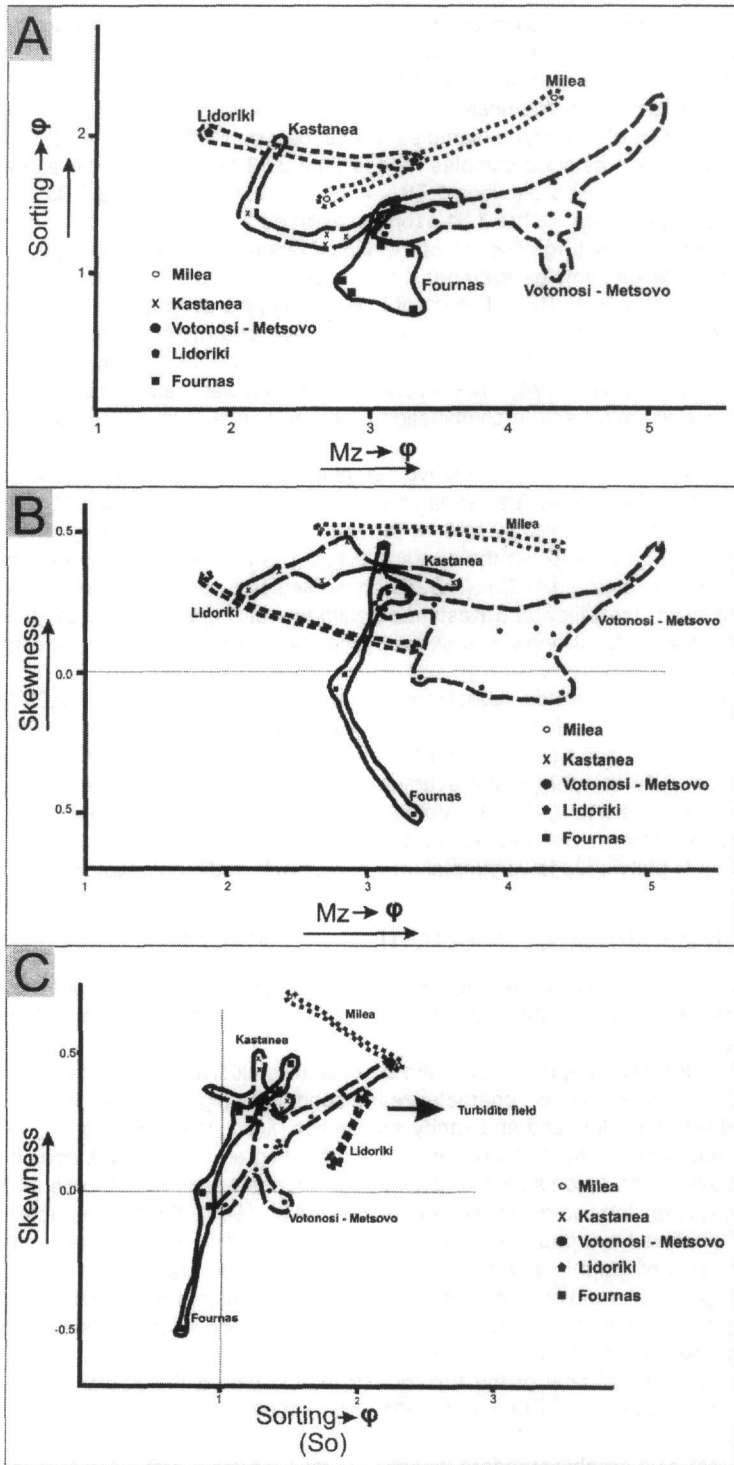 A
Sorting→φ
2
1
Lidoriki
Kastanea
Milea
Fournas
Votonosi - Metsovo
Milea
Kastanea
Votonosi - Metsovo
Lidoriki
Fournas
1 2 3 4 5
Mz→φ
B
Skewness
0.5
0.0
0.5
Milea
Kastanea
Lidoriki
Votonosi - Metsovo
Fournas
Milea
Kastanea
Votonosi - Metsovo
Lidoriki
Fournas
1 2 3 4 5
Mz→φ
C
Skewness
0.5
0.0
-0.5
Milea
Kastanea
Turbidite field
Lidoriki
Votonosi - Metsovo
Fournas
Milea
Kastanea
Votonosi - Metsovo
Lidoriki
Fournas
1 2 3
Sorting→φ
(So)